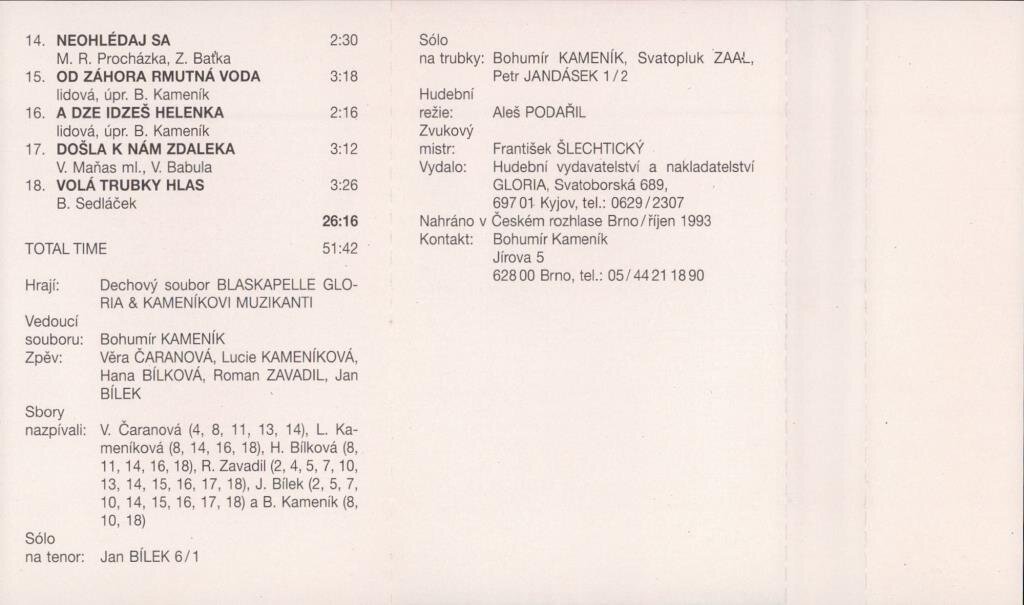 14. NEOHLÉDAJ SA 2:30
M. R. Procházka, Z. Baťka
15. OD ZÁHORA RMUTNÁ VODA 3:18
lidová, úpr. B. Kameník
16. A DZE IDZEŠ HELENKA 2:16
lidová, úpr. B. Kameník
17. DOŠLA K NÁM ZDALEKA 3:12
V. Maňas ml., V. Babula
18. VOLÁ TRUBKY HLAS 3:26
B. Sedláček
26:16
TOTAL TIME 51:42
Hrají: Dechový soubor BLASKAPELLE GLO-
RIA & KAMENÍKOVI MUZIKANTI
Vedoucí
souboru: Bohumír KAMENÍK
Zpěv: Věra ČARANOVÁ, Lucie KAMENÍKOVÁ,
Hana BÍLKOVÁ, Roman ZAVADIL, Jan
BÍLEK
Sbory
nazpívali: V. Čaranová (4, 8, 11, 13, 14), L. Ka-
meníková (8, 14, 16, 18), H. Bílková (8,
11, 14, 16, 18), R. Zavadil (2, 4, 5, 7, 10,
13, 14, 15, 16, 17, 18), J. Bílek (2, 5, 7,
10, 14, 15, 16, 17, 18) a B. Kameník (8,
10, 18)
Sólo
na tenor: Jan BÍLEK 6/1
Sólo
na trubky: Bohumír KAMENÍK, Svatopluk ZAAL,
Petr JANDÁSEK 1/2
Hudební
režie: Aleš PODAŘIL
Zvukový
mistr: František ŠLECHTICKÝ
Vydalo: Hudební vydavatelství a nakladatelství
GLORIA, Svatoborská 689,
697 01 Kyjov, tel.: 0629/2307
Nahráno v Českém rozhlase Brno/říjen 1993
Kontakt: Bohumír Kameník
Jírova 5
628 00 Brno, tel.: 05/44 21 18 90